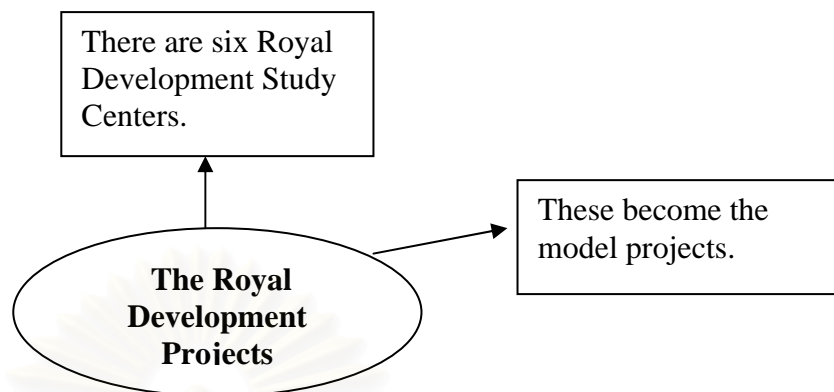 There are six Royal
Development Study
Centers.
These become the
model projects.
The Royal
Development
Projects